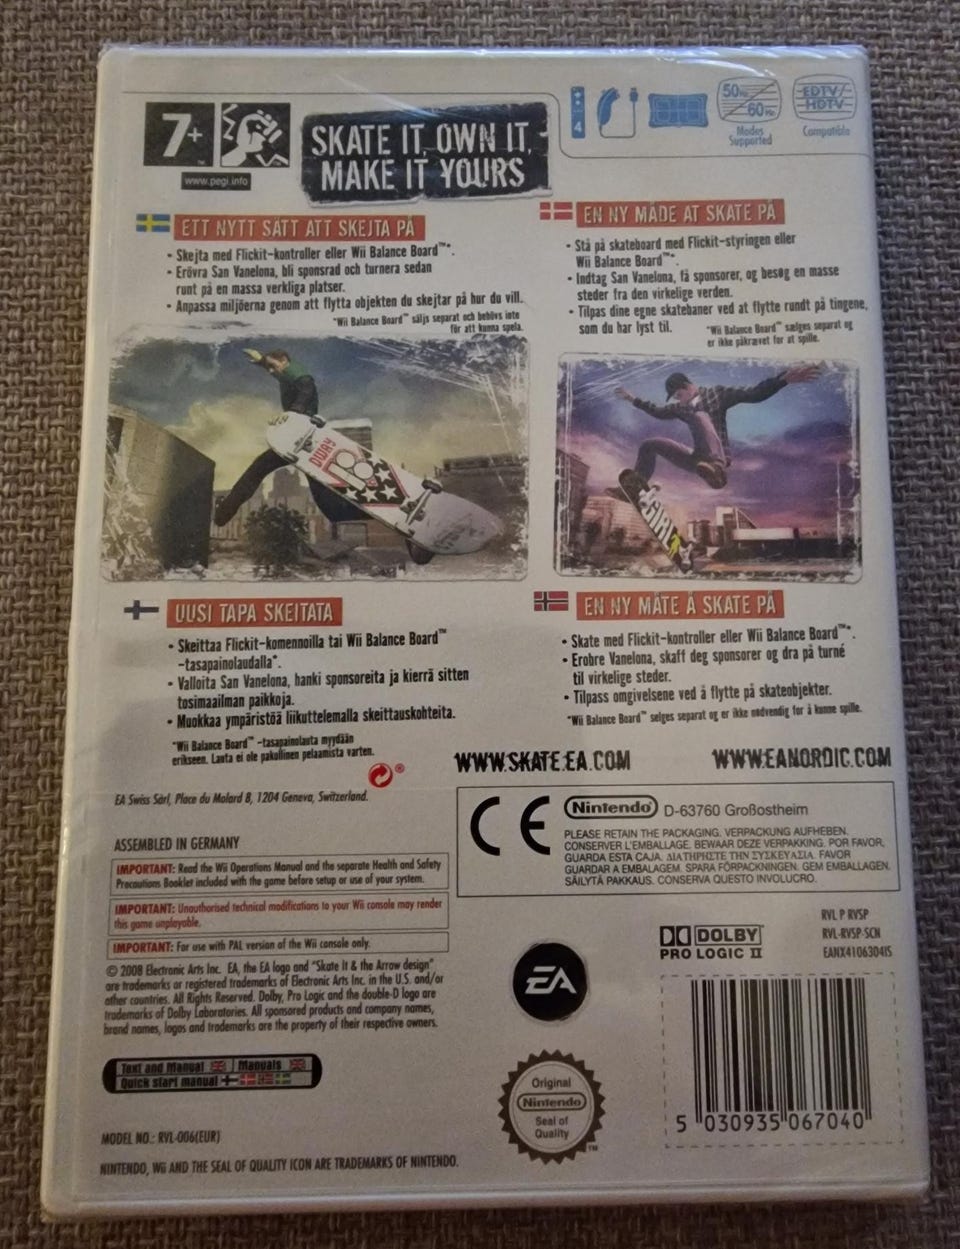 7+
www.pegi.info
SKATE IT, OWN IT,
MAKE IT YOURS
4
50Hz
60Hz
Modes
Supported
EDTV/
HDTV
Compatible
ETT NYTT SÄTT ATT SKEJTA PÅ
• Skejta med Flickit-kontroller eller Wii Balance Board™*.
• Erövra San Vanelona, bli sponsrad och turnera sedan
runt på en massa verkliga platser.
• Anpassa miljöerna genom att flytta objekten du skejtar på hur du vill.
*Wii Balance Board™ säljs separat och behövs inte
för att kunna spela.
EN NY MÅDE AT SKATE PÅ
• Stå på skateboard med Flickit-styringen eller
Wii Balance Board™*.
• Indtag San Vanelona, få sponsorer, og besøg en masse
steder fra den virkelige verden.
• Tilpas dine egne skatebaner ved at flytte rundt på tingene,
som du har lyst til.
*Wii Balance Board™ sælges separat og
er ikke påkrævet for at spille.
DWAY
GIRL
UUSI TAPA SKEITATA
• Skeittaa Flickit-komennoilla tai Wii Balance Board™
-tasapainolaudalla*.
• Valloita San Vanelona, hanki sponsoreita ja kierrä sitten
tosimaailman paikkoja.
• Muokkaa ympäristöä liikuttelemalla skeittauskohteita.
*Wii Balance Board™ -tasapainolauta myydään
erikseen. Lauta ei ole pakollinen pelaamista varten.
EN NY MÅTE Å SKATE PÅ
• Skate med Flickit-kontroller eller Wii Balance Board™*.
• Erobre Vanelona, skaff deg sponsorer og dra på turné
til virkelige steder.
• Tilpass omgivelsene ved å flytte på skateobjekter.
*Wii Balance Board™ selges separat og er ikke nødvendig for å kunne spille.
WWW.SKATE.EA.COM
WWW.EANORDIC.COM
EA Swiss Sàrl, Place du Molard 8, 1204 Geneva, Switzerland.
ASSEMBLED IN GERMANY
IMPORTANT: Read the Wii Operations Manual and the separate Health and Safety
Precautions Booklet included with the game before setup or use of your system.
IMPORTANT: Unauthorised technical modifications to your Wii console may render
this game unplayable.
IMPORTANT: For use with PAL version of the Wii console only.
CE
Nintendo® D-63760 Großostheim
PLEASE RETAIN THE PACKAGING. VERPACKUNG AUFHEBEN.
CONSERVER L'EMBALLAGE. BEWAAR DEZE VERPAKKING. POR FAVOR,
GUARDA ESTA CAJA. ΔΙΑΤΗΡΗΣΤΕ ΤΗΝ ΣΥΣΚΕΥΑΣΙΑ. FAVOR
GUARDAR A EMBALAGEM. SPARA FÖRPACKNINGEN. GEM EMBALLAGEN.
SÄILYTÄ PAKKAUS. CONSERVA QUESTO INVOLUCRO.
© 2008 Electronic Arts Inc. EA, the EA logo and "Skate It & the Arrow design"
are trademarks or registered trademarks of Electronic Arts Inc. in the U.S. and/or
other countries. All Rights Reserved. Dolby, Pro Logic and the double-D logo are
trademarks of Dolby Laboratories. All sponsored products and company names,
brand names, logos and trademarks are the property of their respective owners.
EA
DOLBY
PRO LOGIC II
RVL P RVSP
RVL-RVSP-SCN
EANX4106304IS
Text and Manual
Manuals
Quick start manual
Original
Nintendo
Seal of
Quality
TM
5 030935 067040
MODEL NO.: RVL-006(EUR)
NINTENDO, Wii AND THE SEAL OF QUALITY ICON ARE TRADEMARKS OF NINTENDO.